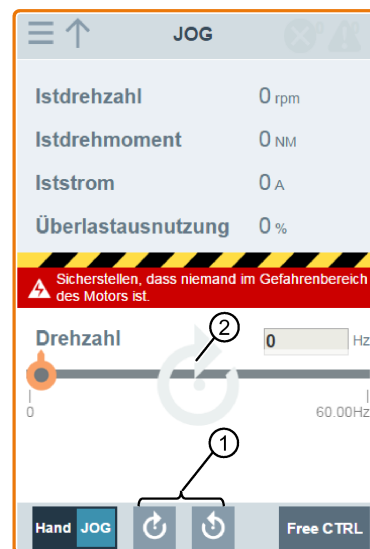 JOG
Istdrehzahl 0 rpm
Istdrehmoment 0 NM
Iststrom 0 A
Überlastausnutzung 0 %
Sicherstellen, dass niemand im Gefahrenbereich
des Motors ist.
2
Drehzahl 0 Hz
0 60.00Hz
1
Hand JOG Free CTRL